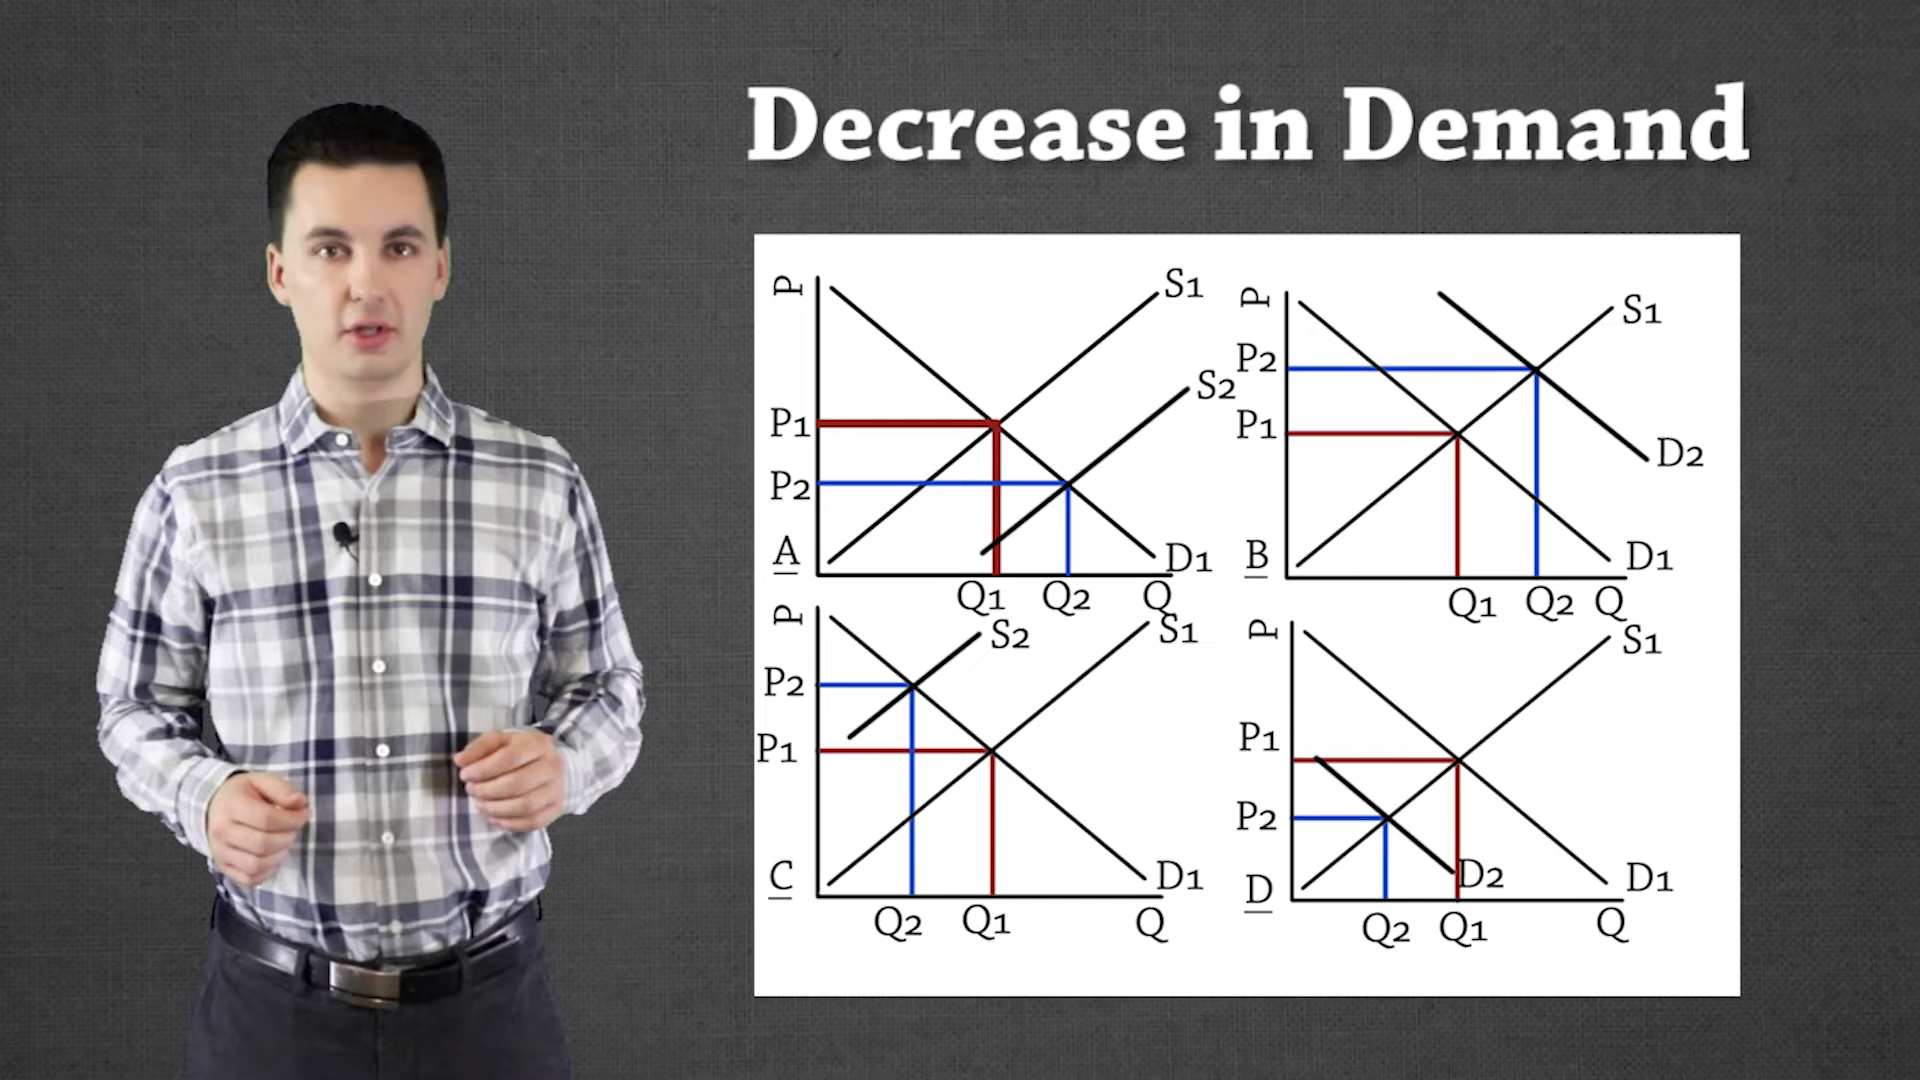 Decrease in Demand
P
S1
S2
P1
P2
A
D1
Q1 Q2 Q
P
S1
P2
P1
D2
B
D1
Q1 Q2 Q
P
S2
S1
P2
P1
C
D1
Q2 Q1 Q
P
S1
P1
P2
D2
D
D1
Q2 Q1 Q